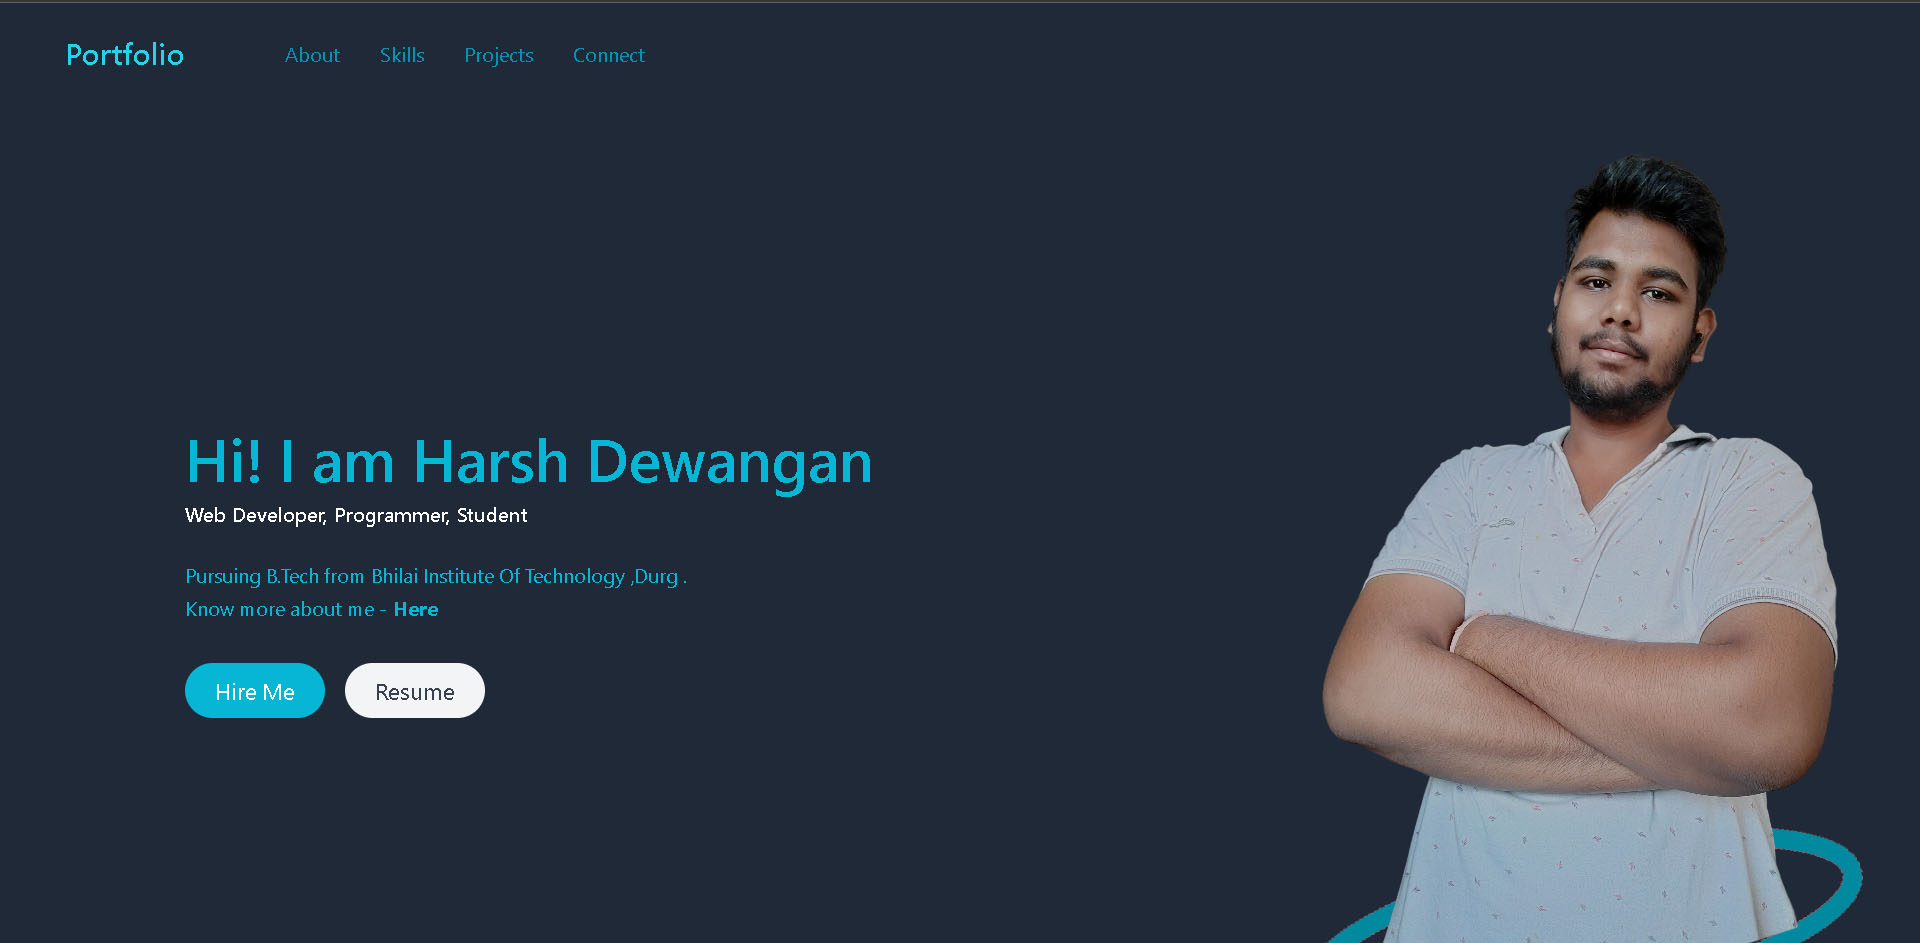 Portfolio About Skills Projects Connect
Hi! I am Harsh Dewangan
Web Developer, Programmer, Student
Pursuing B.Tech from Bhilai Institute Of Technology ,Durg .
Know more about me - Here
Hire Me Resume